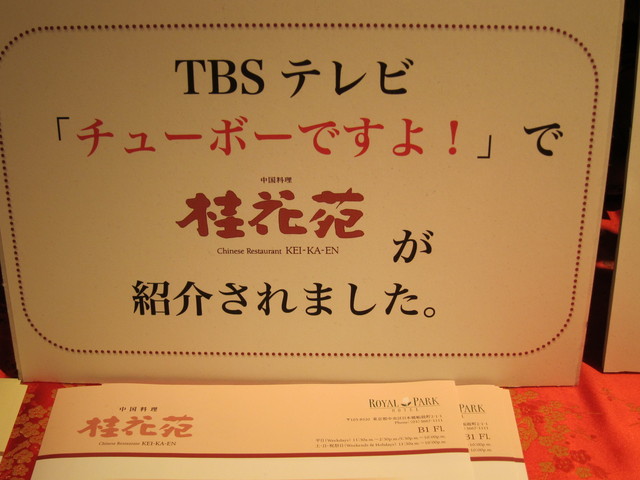 TBS テレビ
「チューボーですよ！」で
中国料理
桂花苑
Chinese Restaurant KEI-KA-EN
が
紹介されました。
中国料理
桂花苑
Chinese Restaurant KEI-KA-EN
ROYAL PARK
HOTEL
B1 Fl.
PARK
B1 Fl.